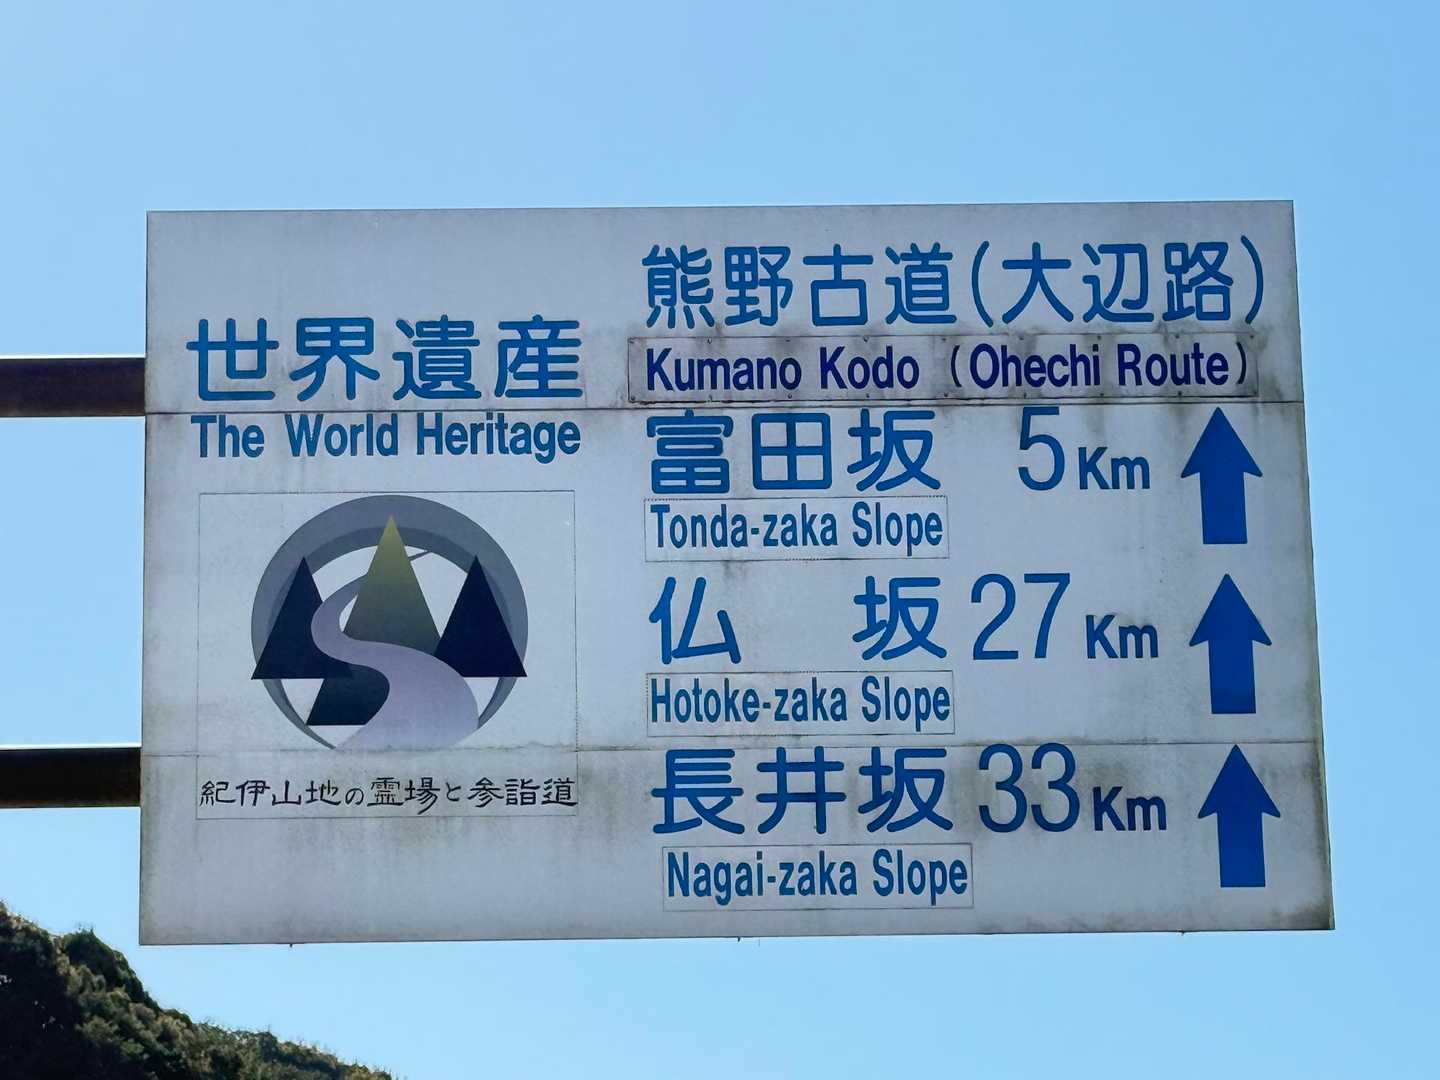 世界遺産
The World Heritage
紀伊山地の霊場と参詣道
熊野古道(大辺路)
Kumano Kodo (Ohechi Route)
富田坂 5Km
Tonda-zaka Slope
仏 坂 27Km
Hotoke-zaka Slope
長井坂 33Km
Nagai-zaka Slope